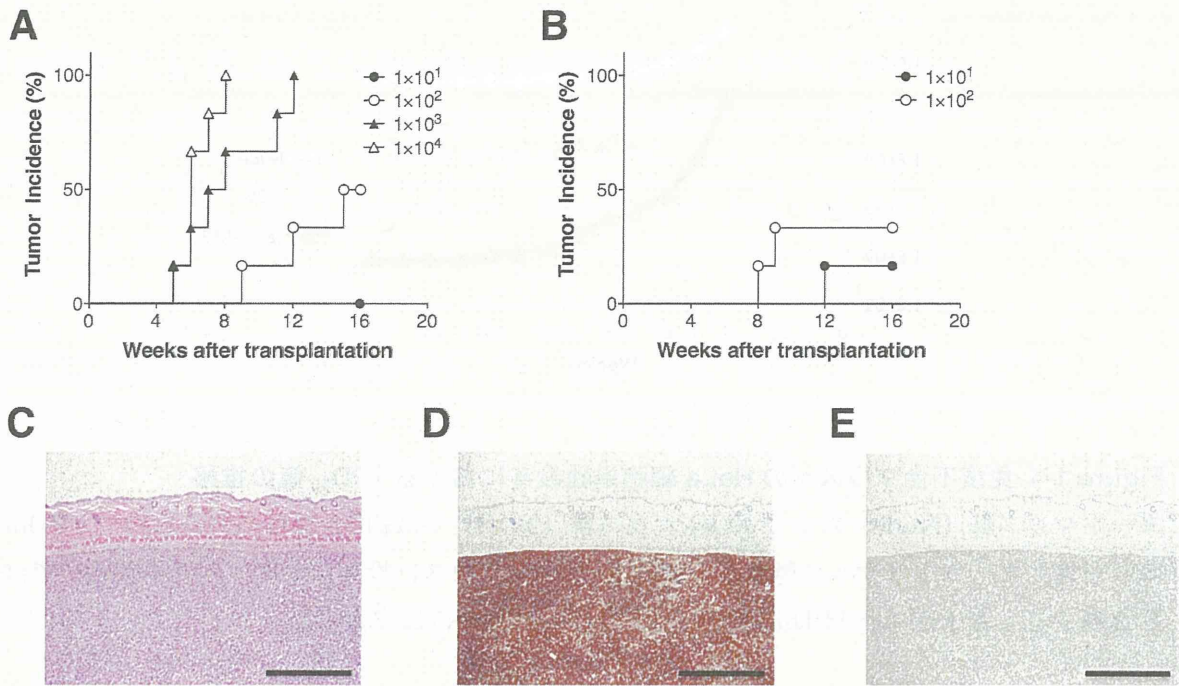 A
Tumor Incidence (%)
100
50
0
0 4 8 12 16 20
Weeks after transplantation
1×10¹
1×10²
1×10³
1×10⁴
B
Tumor Incidence (%)
100
50
0
0 4 8 12 16 20
Weeks after transplantation
1×10¹
1×10²
C
D
E